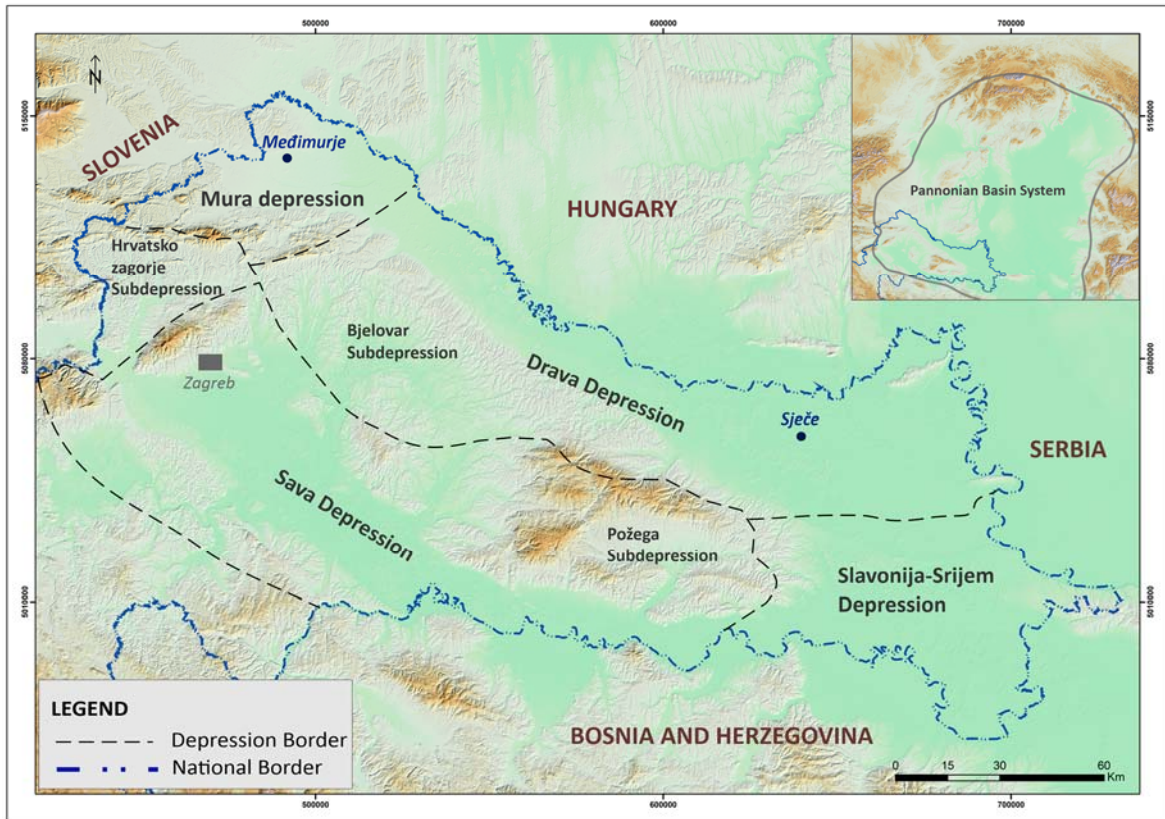 500000
600000
700000
N
5150000
5150000
SLOVENIA
Međimurje
Mura depression
HUNGARY
Pannonian Basin System
Hrvatsko
zagorje
Subdepression
Bjelovar
Subdepression
5080000
5080000
Zagreb
Drava Depression
Sječe
SERBIA
Sava Depression
Požega
Subdepression
Slavonija-Srijem
Depression
5010000
5010000
LEGEND
Depression Border
National Border
BOSNIA AND HERZEGOVINA
0 15 30 60
Km
500000
600000
700000